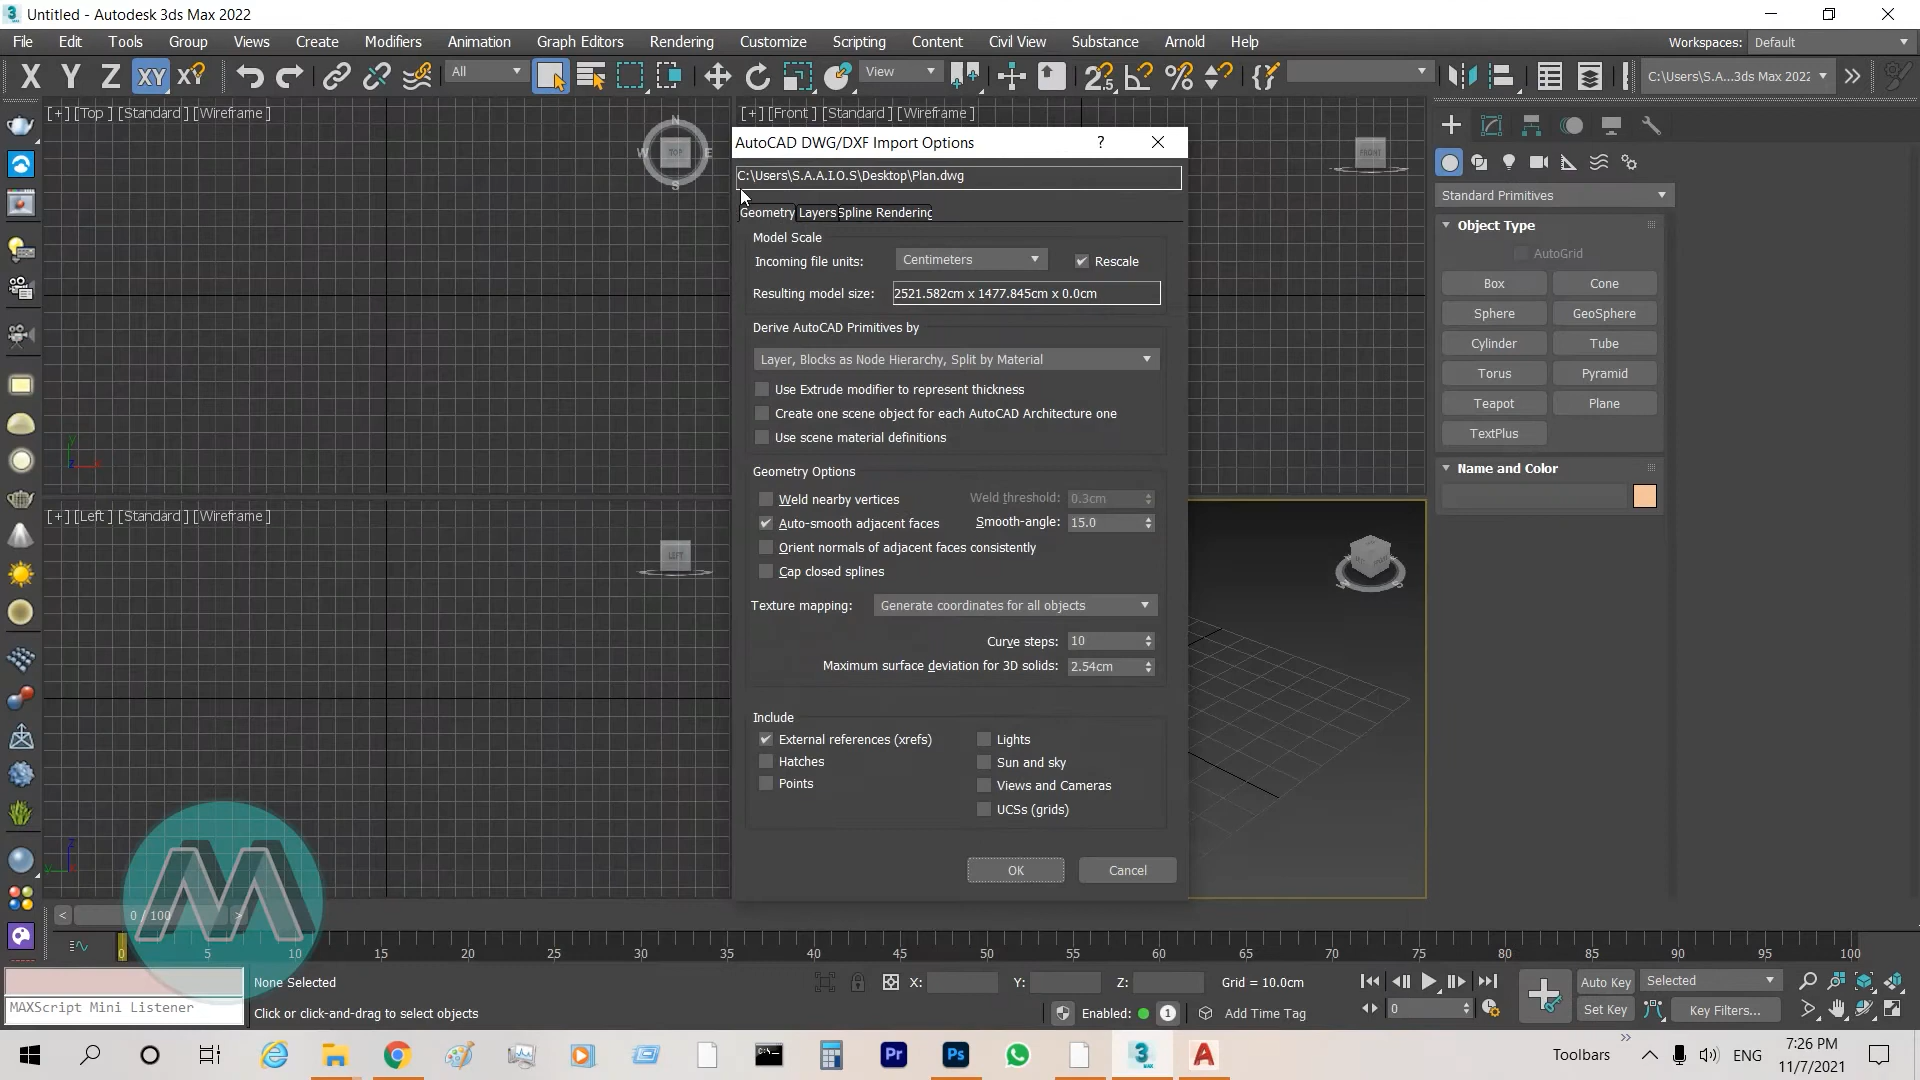 Untitled - Autodesk 3ds Max 2022
File Edit Tools Group Views Create Modifiers Animation Graph Editors Rendering Customize Scripting Content Civil View Substance Arnold Help Workspaces: Default
X Y Z XY XY All View C:\Users\S.A...3ds Max 2022
[+] [Top ] [Standard ] [Wireframe ] [+] [Front ] [Standard ] [Wireframe ]
N
W TOP E
S
FRONT
AutoCAD DWG/DXF Import Options ?
C:\Users\S.A.A.I.O.S\Desktop\Plan.dwg
Geometry Layers Spline Rendering
Model Scale
Incoming file units: Centimeters Rescale
Resulting model size: 2521.582cm x 1477.845cm x 0.0cm
Derive AutoCAD Primitives by
Layer, Blocks as Node Hierarchy, Split by Material
Use Extrude modifier to represent thickness
Create one scene object for each AutoCAD Architecture one
Use scene material definitions
Geometry Options
Weld nearby vertices Weld threshold: 0.3cm
Auto-smooth adjacent faces Smooth-angle: 15.0
Orient normals of adjacent faces consistently
Cap closed splines
Texture mapping: Generate coordinates for all objects
Curve steps: 10
Maximum surface deviation for 3D solids: 2.54cm
Include
External references (xrefs) Lights
Hatches Sun and sky
Points Views and Cameras
UCSs (grids)
OK Cancel
Standard Primitives
Object Type
AutoGrid
Box Cone
Sphere GeoSphere
Cylinder Tube
Torus Pyramid
Teapot Plane
TextPlus
Name and Color
[+] [Left ] [Standard ] [Wireframe ]
LEFT
M
< 0 / 100 >
0 5 10 15 20 25 30 35 40 45 50 55 60 65 70 75 80 85 90 95 100
None Selected X: Y: Z: Grid = 10.0cm Auto Key Selected
MAXScript Mini Listener Click or click-and-drag to select objects Enabled: 1 Add Time Tag 0 Set Key Key Filters...
Pr Ps 3 MAX A Toolbars ENG 7:26 PM
11/7/2021